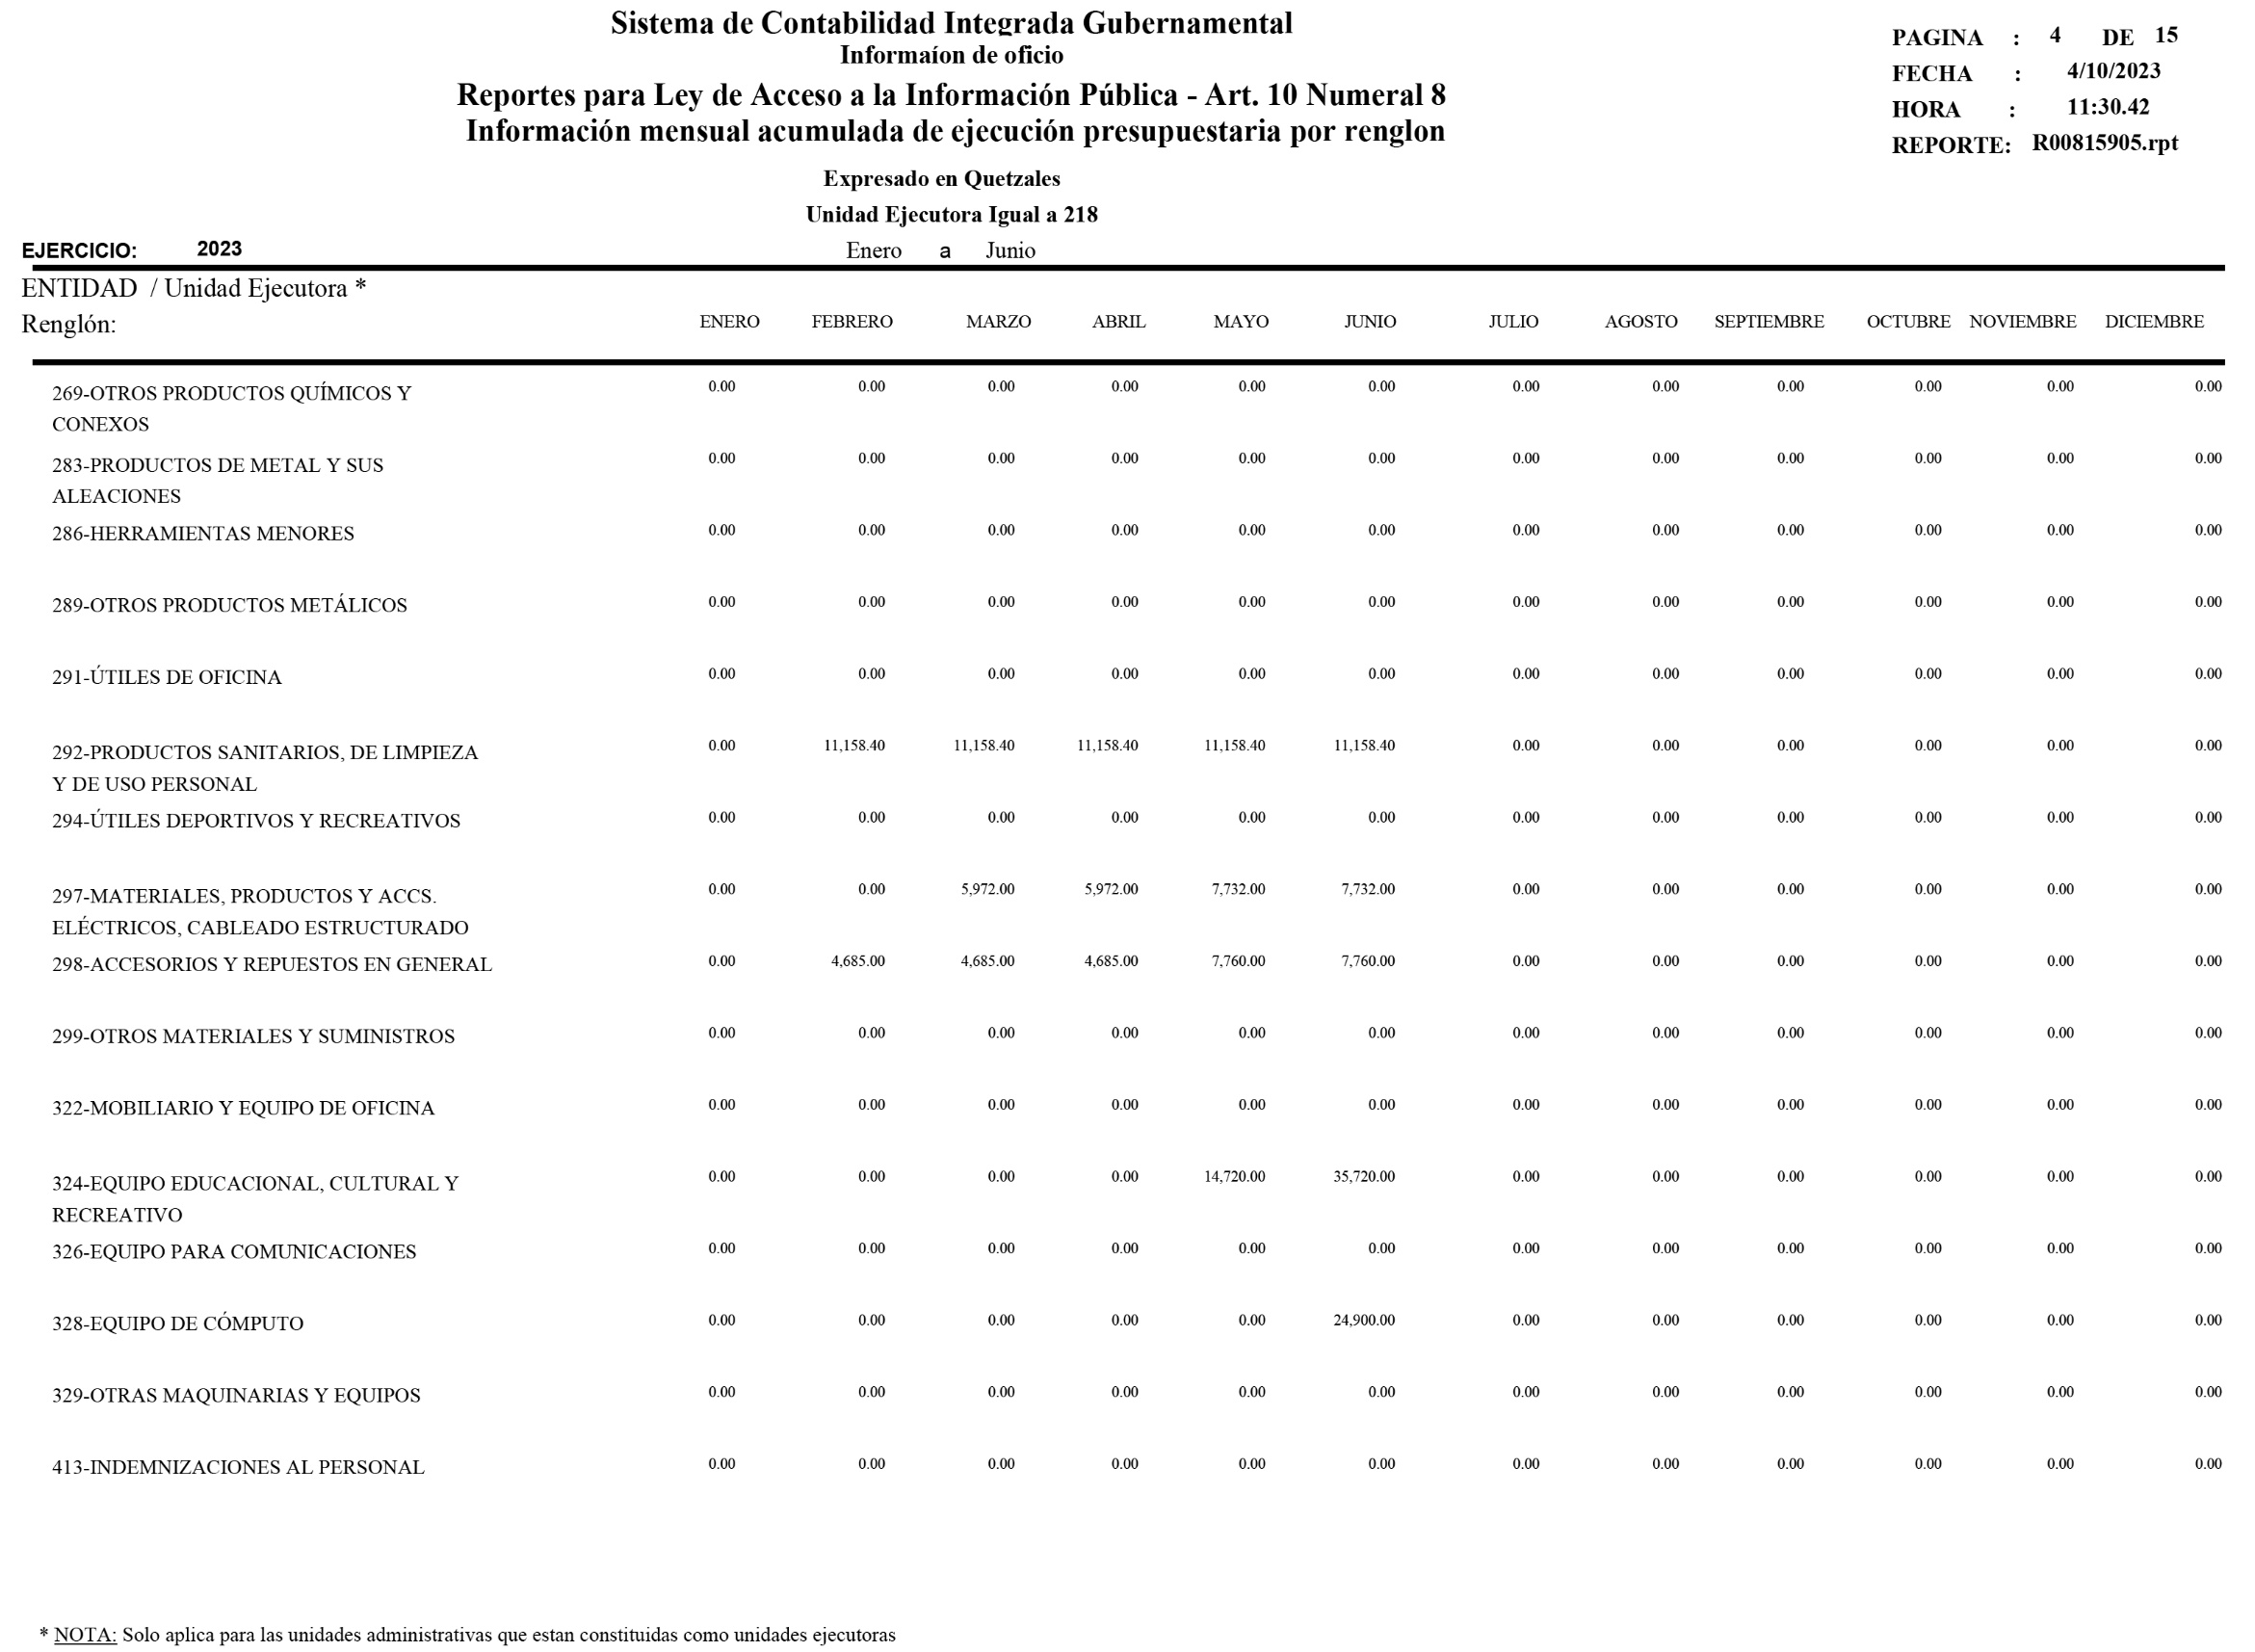 Sistema de Contabilidad Integrada Gubernamental
Informaíon de oficio
Reportes para Ley de Acceso a la Información Pública - Art. 10 Numeral 8
Información mensual acumulada de ejecución presupuestaria por renglon
Expresado en Quetzales
Unidad Ejecutora Igual a 218
PAGINA : 4 DE 15
FECHA : 4/10/2023
HORA : 11:30.42
REPORTE: R00815905.rpt
EJERCICIO: 2023 Enero a Junio
ENTIDAD / Unidad Ejecutora *
Renglón: ENERO FEBRERO MARZO ABRIL MAYO JUNIO JULIO AGOSTO SEPTIEMBRE OCTUBRE NOVIEMBRE DICIEMBRE
269-OTROS PRODUCTOS QUÍMICOS Y 0.00 0.00 0.00 0.00 0.00 0.00 0.00 0.00 0.00 0.00 0.00 0.00
CONEXOS
283-PRODUCTOS DE METAL Y SUS 0.00 0.00 0.00 0.00 0.00 0.00 0.00 0.00 0.00 0.00 0.00 0.00
ALEACIONES
286-HERRAMIENTAS MENORES 0.00 0.00 0.00 0.00 0.00 0.00 0.00 0.00 0.00 0.00 0.00 0.00
289-OTROS PRODUCTOS METÁLICOS 0.00 0.00 0.00 0.00 0.00 0.00 0.00 0.00 0.00 0.00 0.00 0.00
291-ÚTILES DE OFICINA 0.00 0.00 0.00 0.00 0.00 0.00 0.00 0.00 0.00 0.00 0.00 0.00
292-PRODUCTOS SANITARIOS, DE LIMPIEZA 0.00 11,158.40 11,158.40 11,158.40 11,158.40 11,158.40 0.00 0.00 0.00 0.00 0.00 0.00
Y DE USO PERSONAL
294-ÚTILES DEPORTIVOS Y RECREATIVOS 0.00 0.00 0.00 0.00 0.00 0.00 0.00 0.00 0.00 0.00 0.00 0.00
297-MATERIALES, PRODUCTOS Y ACCS. 0.00 0.00 5,972.00 5,972.00 7,732.00 7,732.00 0.00 0.00 0.00 0.00 0.00 0.00
ELÉCTRICOS, CABLEADO ESTRUCTURADO
298-ACCESORIOS Y REPUESTOS EN GENERAL 0.00 4,685.00 4,685.00 4,685.00 7,760.00 7,760.00 0.00 0.00 0.00 0.00 0.00 0.00
299-OTROS MATERIALES Y SUMINISTROS 0.00 0.00 0.00 0.00 0.00 0.00 0.00 0.00 0.00 0.00 0.00 0.00
322-MOBILIARIO Y EQUIPO DE OFICINA 0.00 0.00 0.00 0.00 0.00 0.00 0.00 0.00 0.00 0.00 0.00 0.00
324-EQUIPO EDUCACIONAL, CULTURAL Y 0.00 0.00 0.00 0.00 14,720.00 35,720.00 0.00 0.00 0.00 0.00 0.00 0.00
RECREATIVO
326-EQUIPO PARA COMUNICACIONES 0.00 0.00 0.00 0.00 0.00 0.00 0.00 0.00 0.00 0.00 0.00 0.00
328-EQUIPO DE CÓMPUTO 0.00 0.00 0.00 0.00 0.00 24,900.00 0.00 0.00 0.00 0.00 0.00 0.00
329-OTRAS MAQUINARIAS Y EQUIPOS 0.00 0.00 0.00 0.00 0.00 0.00 0.00 0.00 0.00 0.00 0.00 0.00
413-INDEMNIZACIONES AL PERSONAL 0.00 0.00 0.00 0.00 0.00 0.00 0.00 0.00 0.00 0.00 0.00 0.00
* NOTA: Solo aplica para las unidades administrativas que estan constituidas como unidades ejecutoras